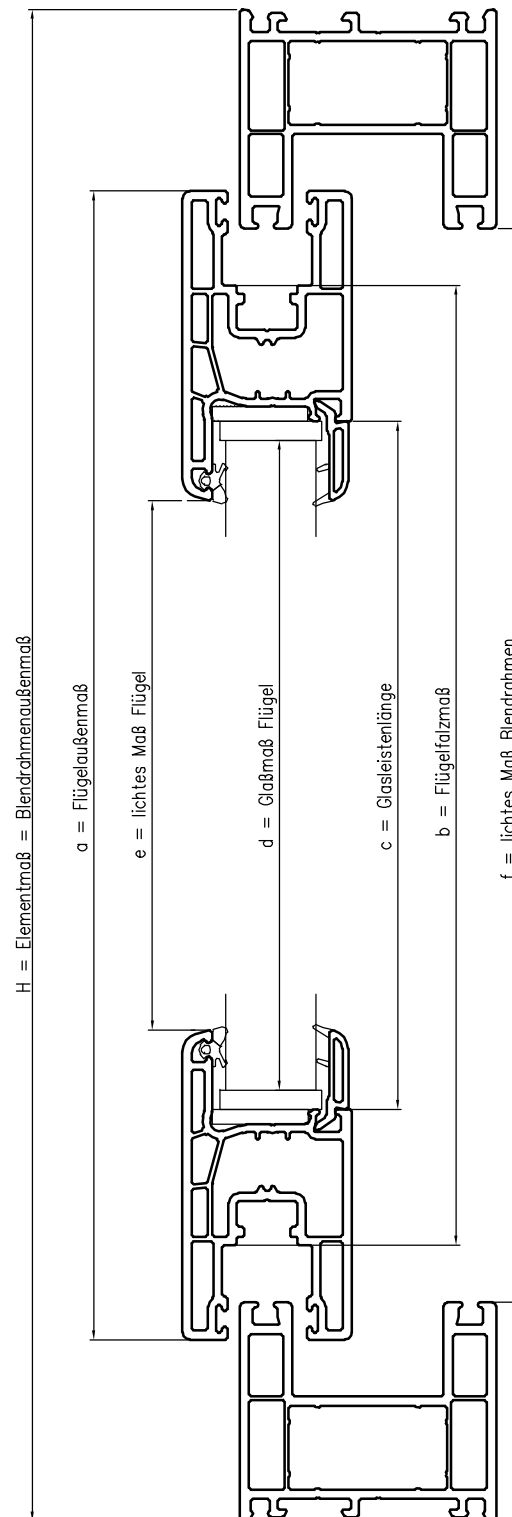 H = Elementmaß = Blendrahmenaußenmaß
a = Flügelaußenmaß
e = lichtes Maß Flügel
d = Glaßmaß Flügel
c = Glasleistenlänge
b = Flügelfalzmaß
f = lichtes Maß Blendrahmen